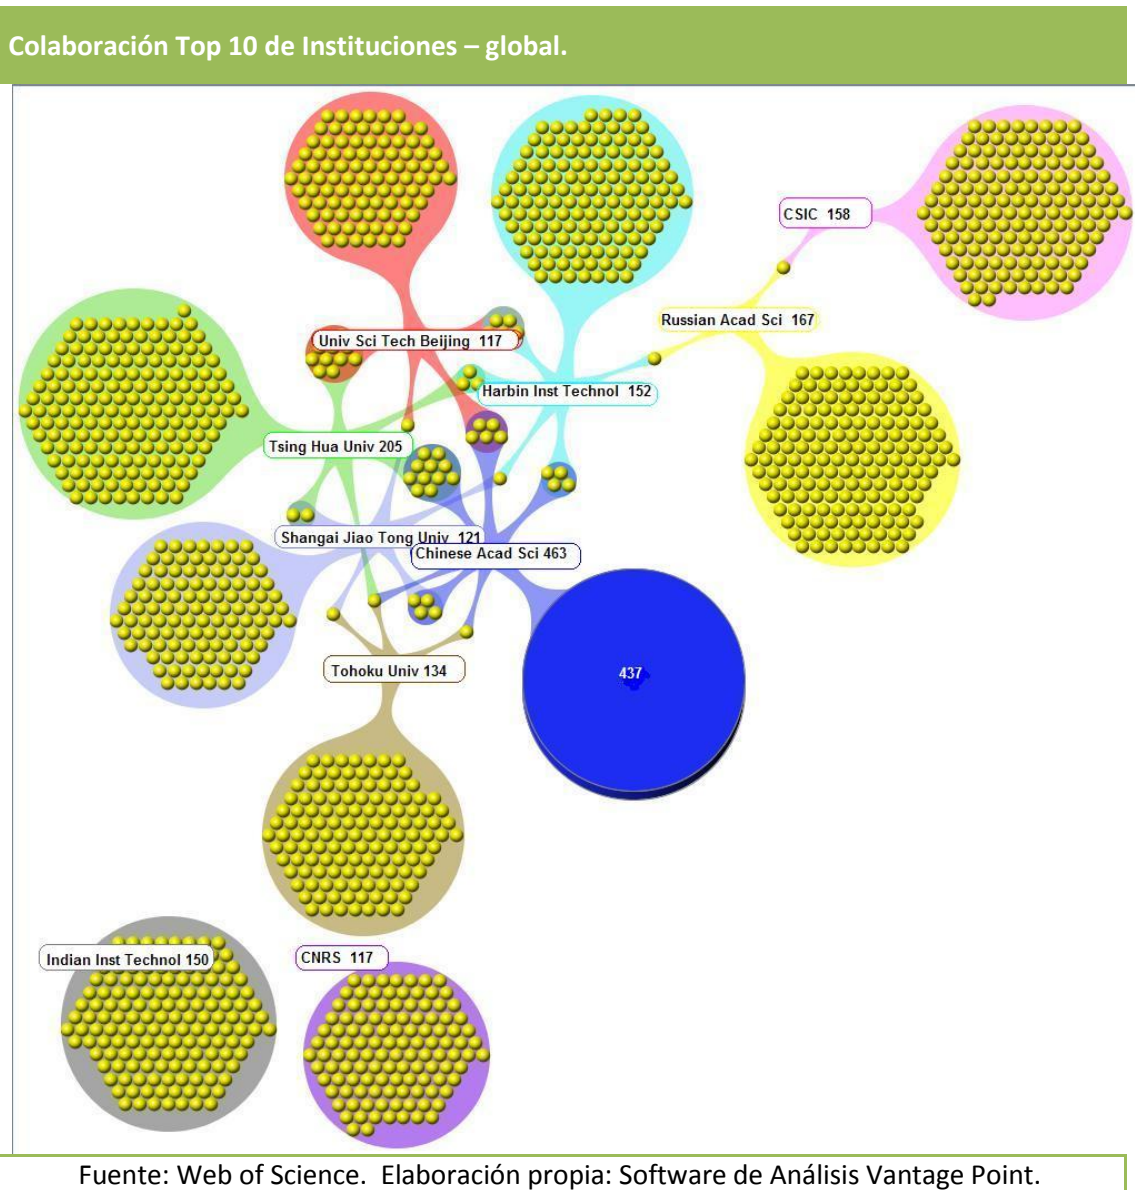 Colaboración Top 10 de Instituciones – global.
CSIC 158
Russian Acad Sci 167
Univ Sci Tech Beijing 117
Harbin Inst Technol 152
Tsing Hua Univ 205
Shangai Jiao Tong Univ 121
Chinese Acad Sci 463
Tohoku Univ 134
437
Indian Inst Technol 150
CNRS 117
Fuente: Web of Science. Elaboración propia: Software de Análisis Vantage Point.